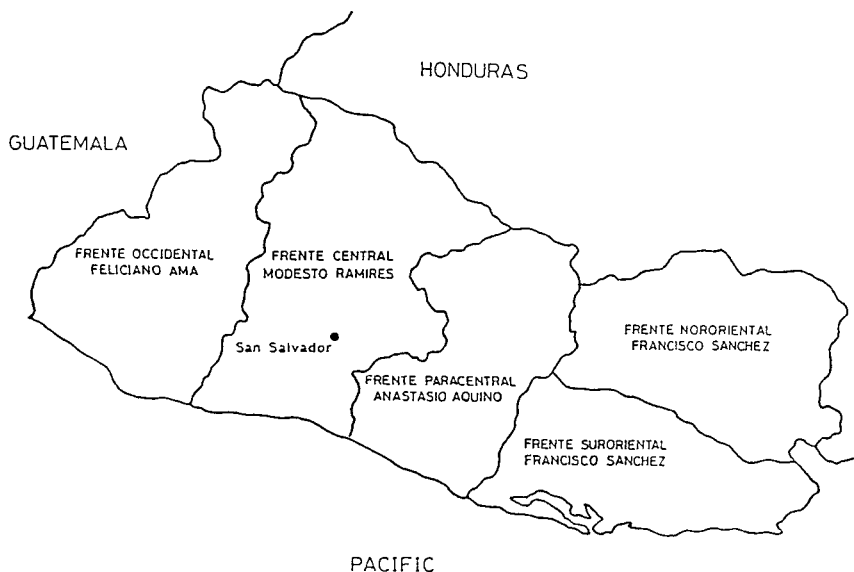 HONDURAS
GUATEMALA
FRENTE OCCIDENTAL
FELICIANO AMA
FRENTE CENTRAL
MODESTO RAMIRES
San Salvador
FRENTE PARACENTRAL
ANASTASIO AQUINO
FRENTE NORORIENTAL
FRANCISCO SANCHEZ
FRENTE SURORIENTAL
FRANCISCO SANCHEZ
PACIFIC